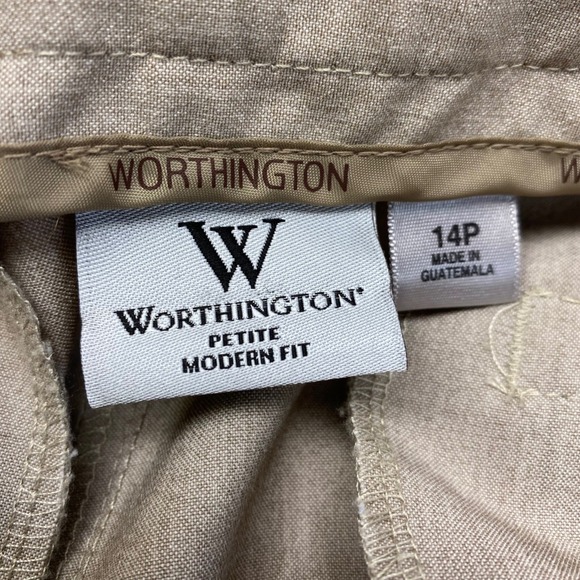 WORTHINGTON
W
W
WORTHINGTON
PETITE
MODERN FIT
14P
MADE IN
GUATEMALA